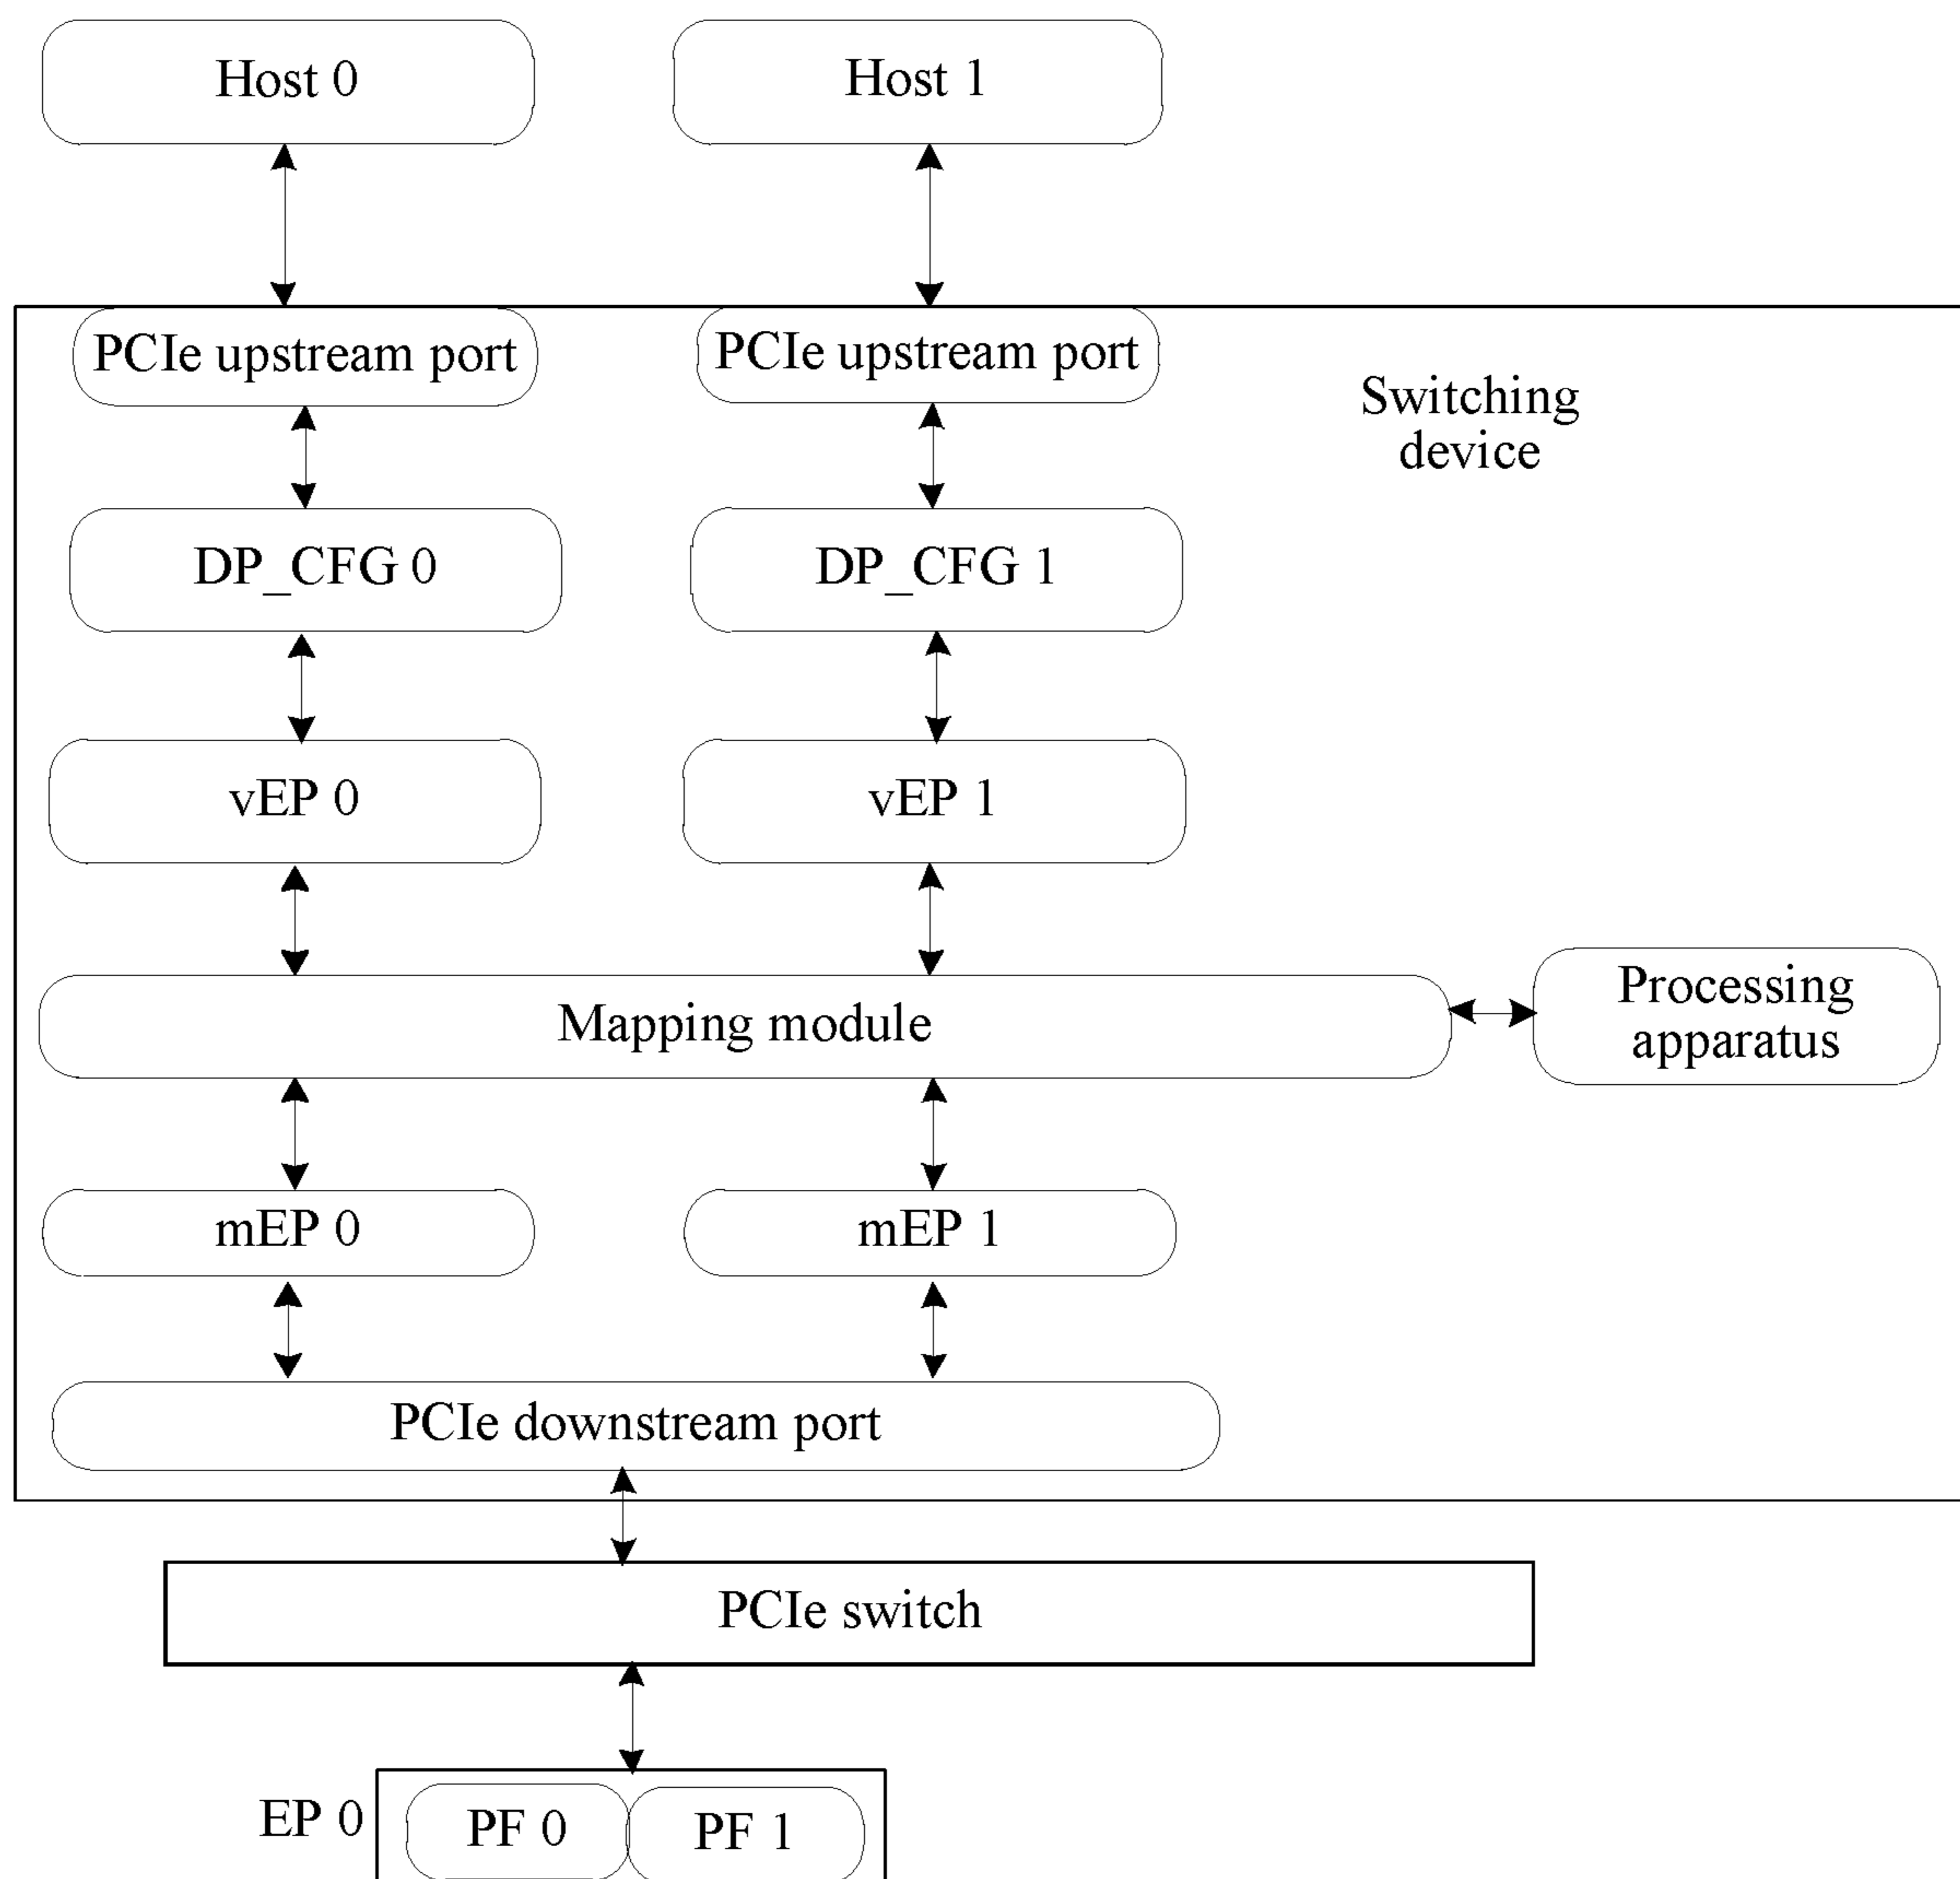 Host 0
Host 1
PCIe upstream port
PCIe upstream port
Switching
device
DP_CFG 0
DP_CFG 1
vEP 0
vEP 1
Mapping module
Processing
apparatus
mEP 0
mEP 1
PCIe downstream port
PCIe switch
EP 0
PF 0
PF 1